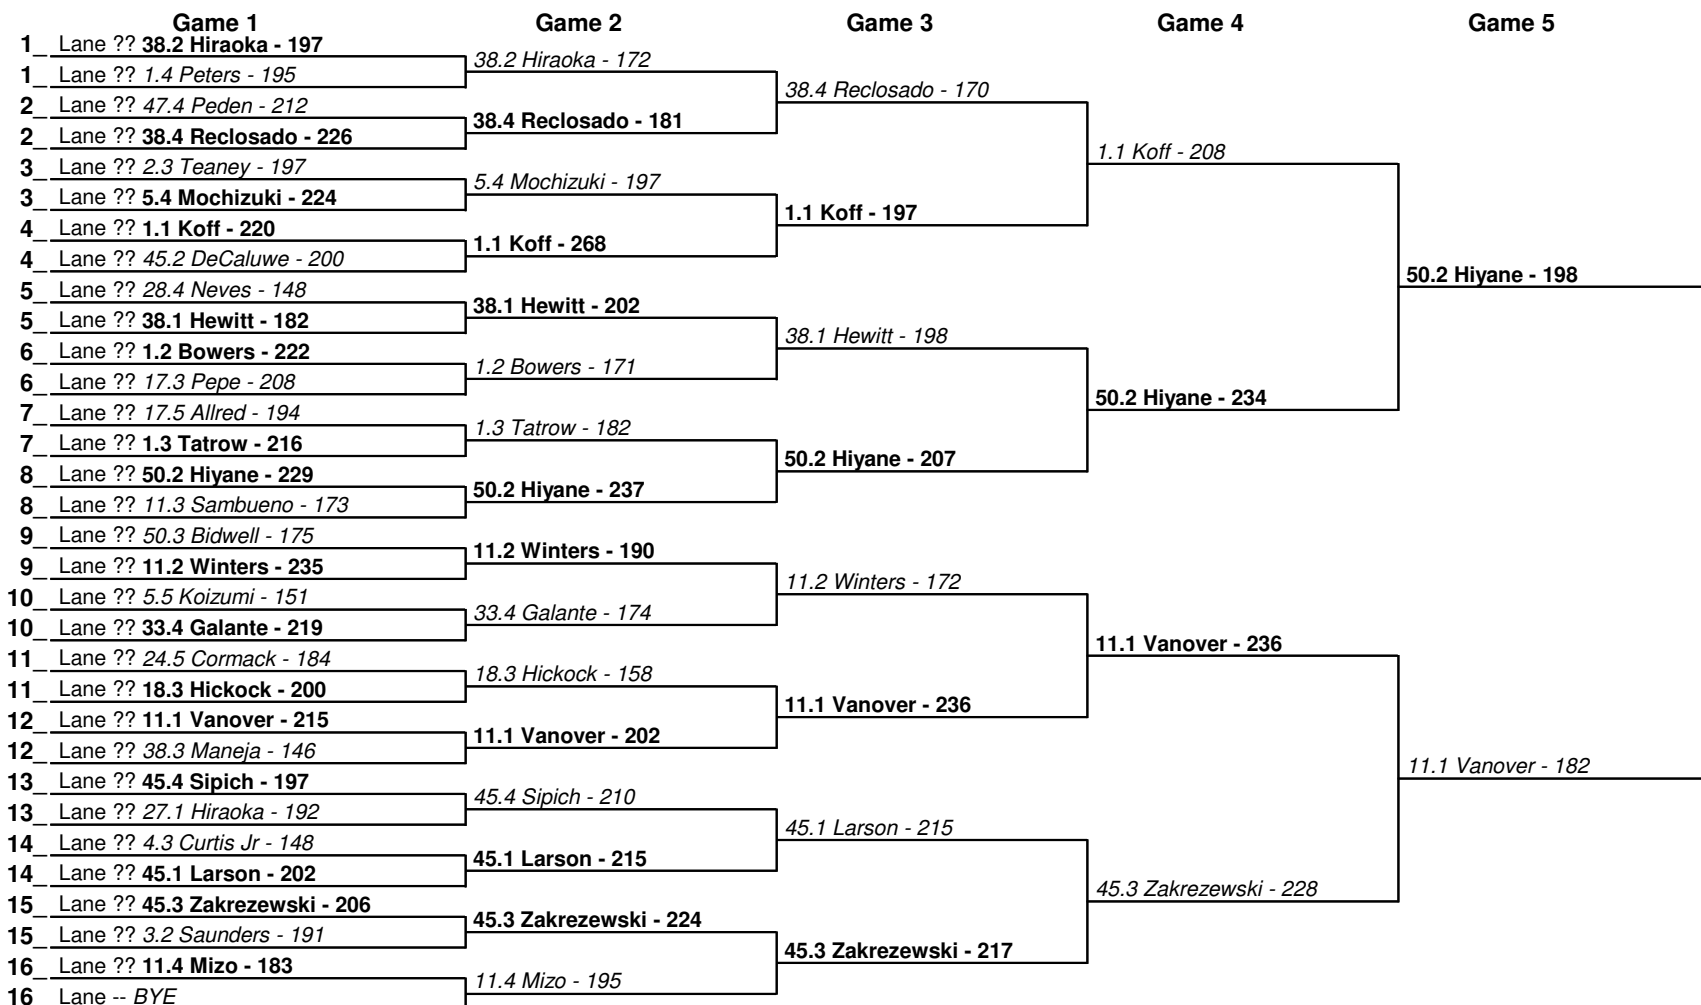 Game 1 Game 2 Game 3 Game 4 Game 5
1_ Lane ?? 38.2 Hiraoka - 197
38.2 Hiraoka - 172
1_ Lane ?? 1.4 Peters - 195
38.4 Reclosado - 170
2_ Lane ?? 47.4 Peden - 212
38.4 Reclosado - 181
2_ Lane ?? 38.4 Reclosado - 226
1.1 Koff - 208
3_ Lane ?? 2.3 Teaney - 197
5.4 Mochizuki - 197
3_ Lane ?? 5.4 Mochizuki - 224
1.1 Koff - 197
4_ Lane ?? 1.1 Koff - 220
1.1 Koff - 268
4_ Lane ?? 45.2 DeCaluwe - 200
50.2 Hiyane - 198
5_ Lane ?? 28.4 Neves - 148
38.1 Hewitt - 202
5_ Lane ?? 38.1 Hewitt - 182
38.1 Hewitt - 198
6_ Lane ?? 1.2 Bowers - 222
1.2 Bowers - 171
6_ Lane ?? 17.3 Pepe - 208
50.2 Hiyane - 234
7_ Lane ?? 17.5 Allred - 194
1.3 Tatrow - 182
7_ Lane ?? 1.3 Tatrow - 216
50.2 Hiyane - 207
8_ Lane ?? 50.2 Hiyane - 229
50.2 Hiyane - 237
8_ Lane ?? 11.3 Sambueno - 173
9_ Lane ?? 50.3 Bidwell - 175
11.2 Winters - 190
9_ Lane ?? 11.2 Winters - 235
11.2 Winters - 172
10_ Lane ?? 5.5 Koizumi - 151
33.4 Galante - 174
10_ Lane ?? 33.4 Galante - 219
11.1 Vanover - 236
11_ Lane ?? 24.5 Cormack - 184
18.3 Hickock - 158
11_ Lane ?? 18.3 Hickock - 200
11.1 Vanover - 236
12_ Lane ?? 11.1 Vanover - 215
11.1 Vanover - 202
12_ Lane ?? 38.3 Maneja - 146
11.1 Vanover - 182
13_ Lane ?? 45.4 Sipich - 197
45.4 Sipich - 210
13_ Lane ?? 27.1 Hiraoka - 192
45.1 Larson - 215
14_ Lane ?? 4.3 Curtis Jr - 148
45.1 Larson - 215
14_ Lane ?? 45.1 Larson - 202
45.3 Zakrezewski - 228
15_ Lane ?? 45.3 Zakrezewski - 206
45.3 Zakrezewski - 224
15_ Lane ?? 3.2 Saunders - 191
45.3 Zakrezewski - 217
16_ Lane ?? 11.4 Mizo - 183
11.4 Mizo - 195
16 Lane -- BYE